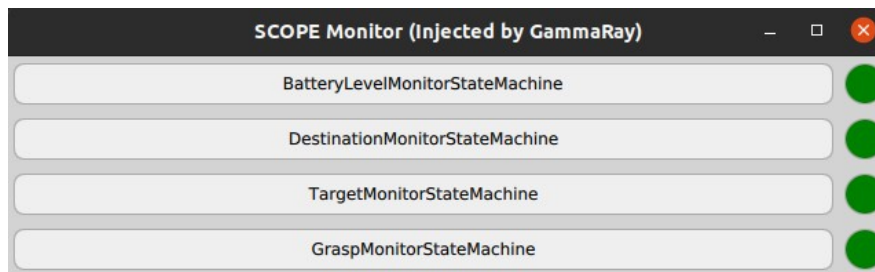 SCOPE Monitor (Injected by GammaRay)
BatteryLevelMonitorStateMachine
DestinationMonitorStateMachine
TargetMonitorStateMachine
GraspMonitorStateMachine